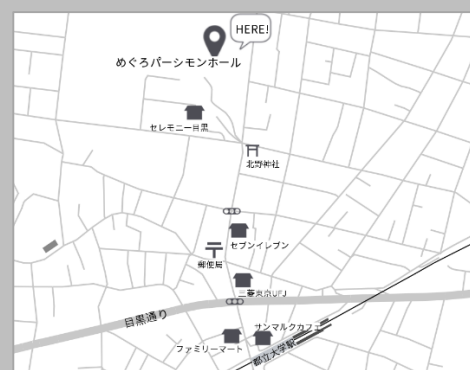 HERE!
めぐろパーシモンホール
セレモニー目黒
北野神社
セブンイレブン
郵便局
三菱東京UFJ
目黒通り
サンマルクカフェ
ファミリーマート
都立大学駅